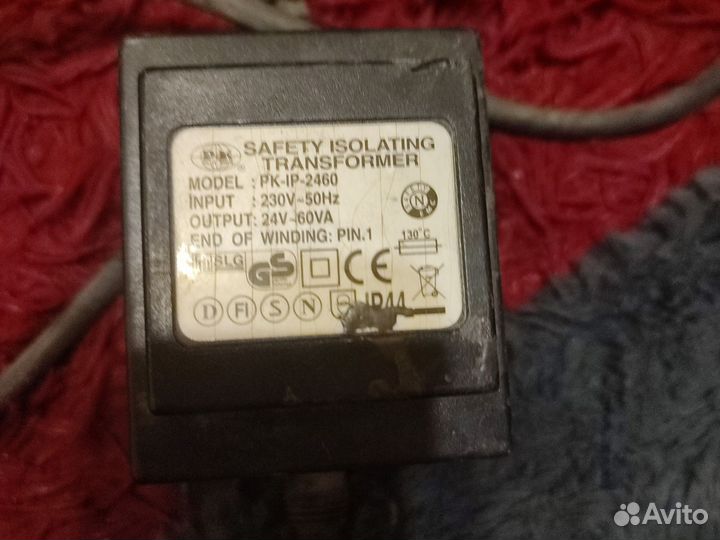 SAFETY ISOLATING
TRANSFORMER
MODEL : PK-IP-2460
INPUT : 230V~50Hz
OUTPUT: 24V~60VA
END OF WINDING: PIN.1
130°C
SLG
GS
CE
D FI S N
IP44
N
Avito